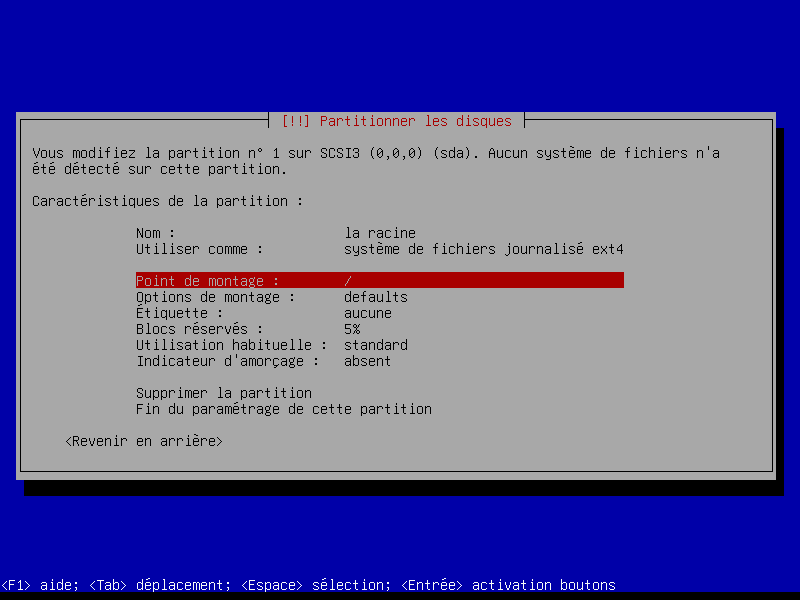 [!!] Partitionner les disques
Vous modifiez la partition n° 1 sur SCSI3 (0,0,0) (sda). Aucun système de fichiers n'a
été détecté sur cette partition.
Caractéristiques de la partition :
Nom : la racine
Utiliser comme : système de fichiers journalisé ext4
Point de montage : /
Options de montage : defaults
Étiquette : aucune
Blocs réservés : 5%
Utilisation habituelle : standard
Indicateur d'amorçage : absent
Supprimer la partition
Fin du paramétrage de cette partition
<Revenir en arrière>
<F1> aide; <Tab> déplacement; <Espace> sélection; <Entrée> activation boutons